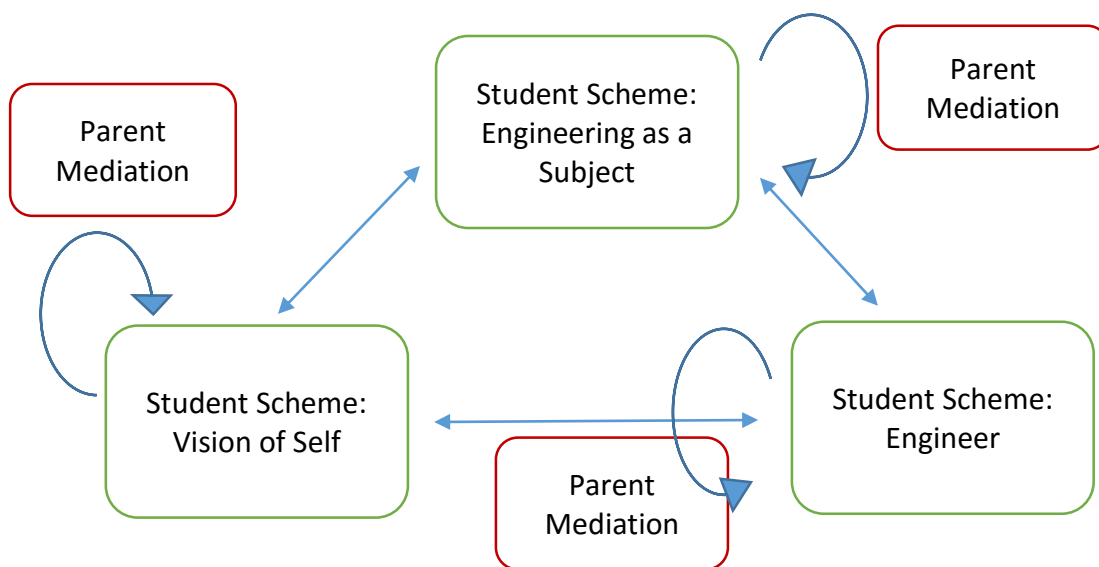 Parent
Mediation
Student Scheme:
Engineering as a
Subject
Parent
Mediation
Student Scheme:
Vision of Self
Parent
Mediation
Student Scheme:
Engineer